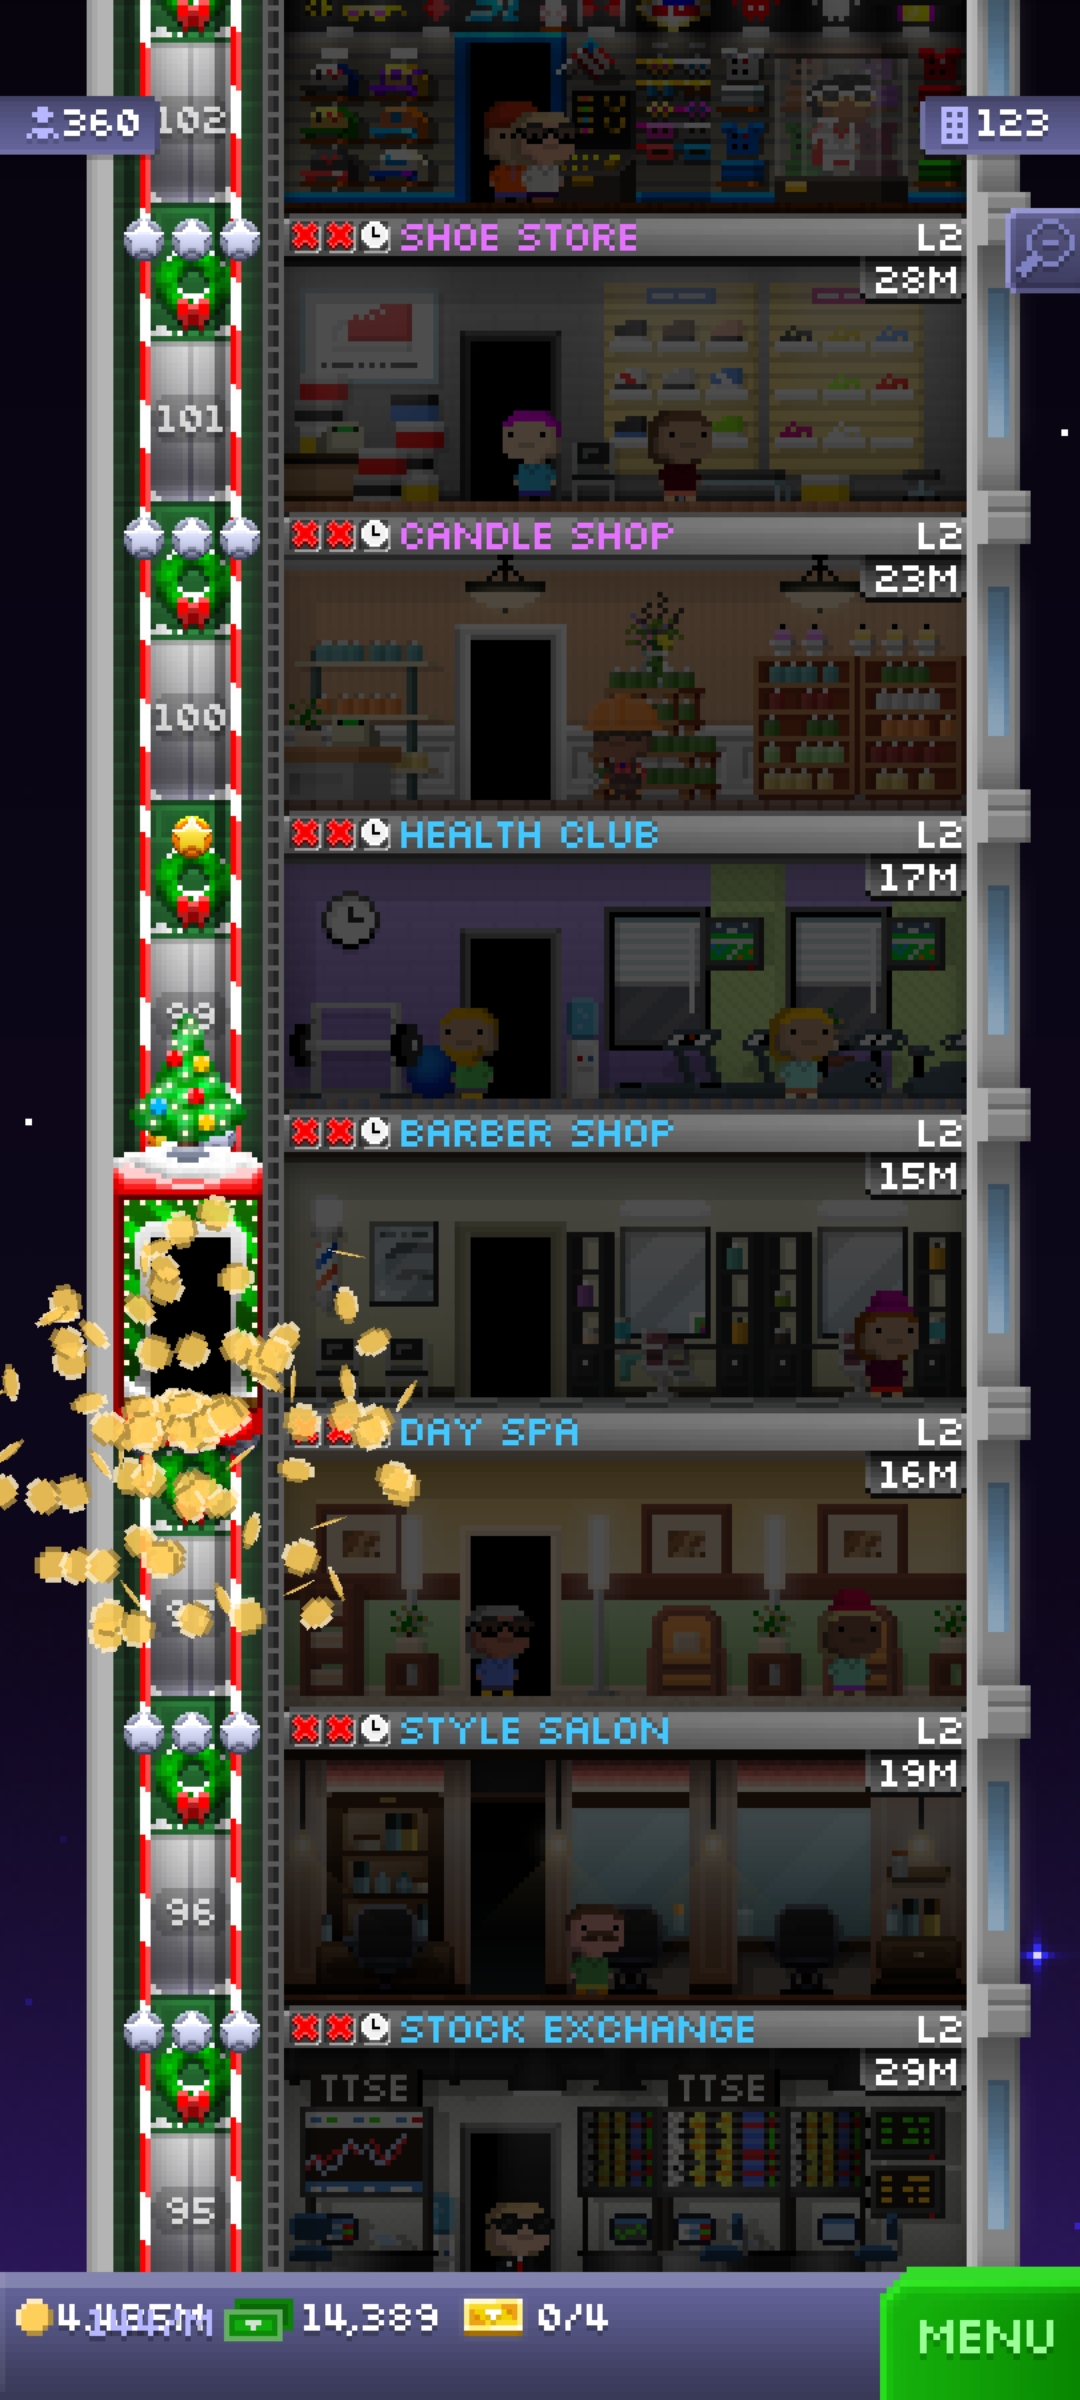 360
102
123
SHOE STORE L2
28M
101
CANDLE SHOP L2
23M
100
HEALTH CLUB L2
17M
99
BARBER SHOP L2
15M
DAY SPA L2
16M
STYLE SALON L2
19M
96
STOCK EXCHANGE L2
29M
TTSE TTSE
95
14,389 0/4
MENU